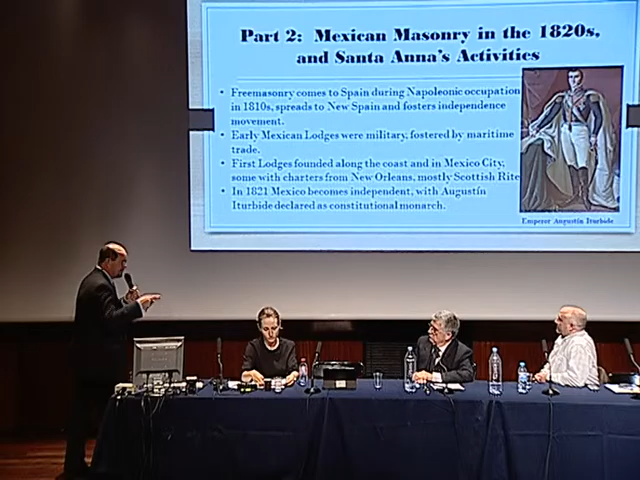 Part 2: Mexican Masonry in the 1820s,
and Santa Anna's Activities
• Freemasonry comes to Spain during Napoleonic occupation
in 1810s, spreads to New Spain and fosters independence
movement.
• Early Mexican Lodges were military, fostered by maritime
trade.
• First Lodges founded along the coast and in Mexico City,
some with charters from New Orleans, mostly Scottish Rite
• In 1821 Mexico becomes independent, with Augustín
Iturbide declared as constitutional monarch.
Emperor Augustín Iturbide